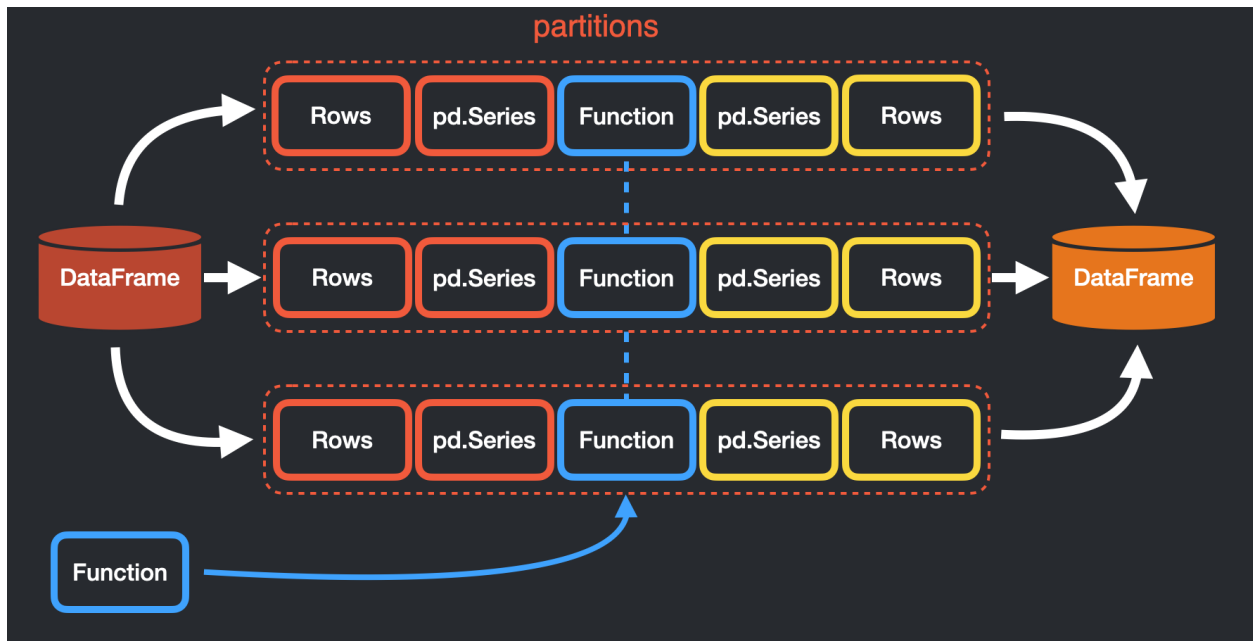 partitions
Rows pd.Series Function pd.Series Rows
DataFrame Rows pd.Series Function pd.Series Rows DataFrame
Rows pd.Series Function pd.Series Rows
Function